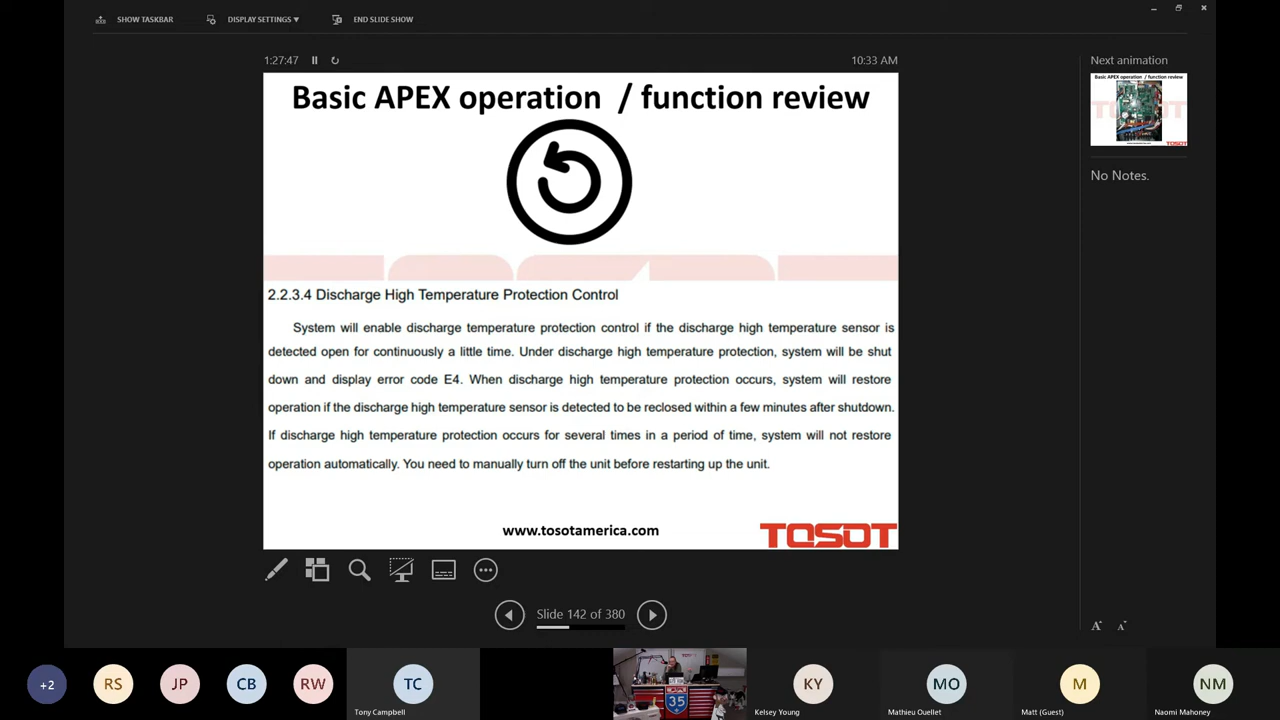 SHOW TASKBAR
DISPLAY SETTINGS ▼
END SLIDE SHOW
1:27:47
10:33 AM
Basic APEX operation / function review
2.2.3.4 Discharge High Temperature Protection Control
System will enable discharge temperature protection control if the discharge high temperature sensor is
detected open for continuously a little time. Under discharge high temperature protection, system will be shut
down and display error code E4. When discharge high temperature protection occurs, system will restore
operation if the discharge high temperature sensor is detected to be reclosed within a few minutes after shutdown.
If discharge high temperature protection occurs for several times in a period of time, system will not restore
operation automatically. You need to manually turn off the unit before restarting up the unit.
www.tosotamerica.com
TOSOT
Slide 142 of 380
Next animation
Basic APEX operation / function review
TOSOT
No Notes.
A A
+2
RS
JP
CB
RW
TC
Tony Campbell
35
KY
Kelsey Young
MO
Mathieu Ouellet
M
Matt (Guest)
NM
Naomi Mahoney